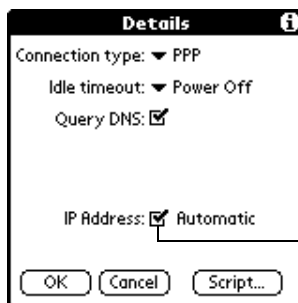 Details
Connection type: PPP
Idle timeout: Power Off
Query DNS:
IP Address: Automatic
OK Cancel Script...